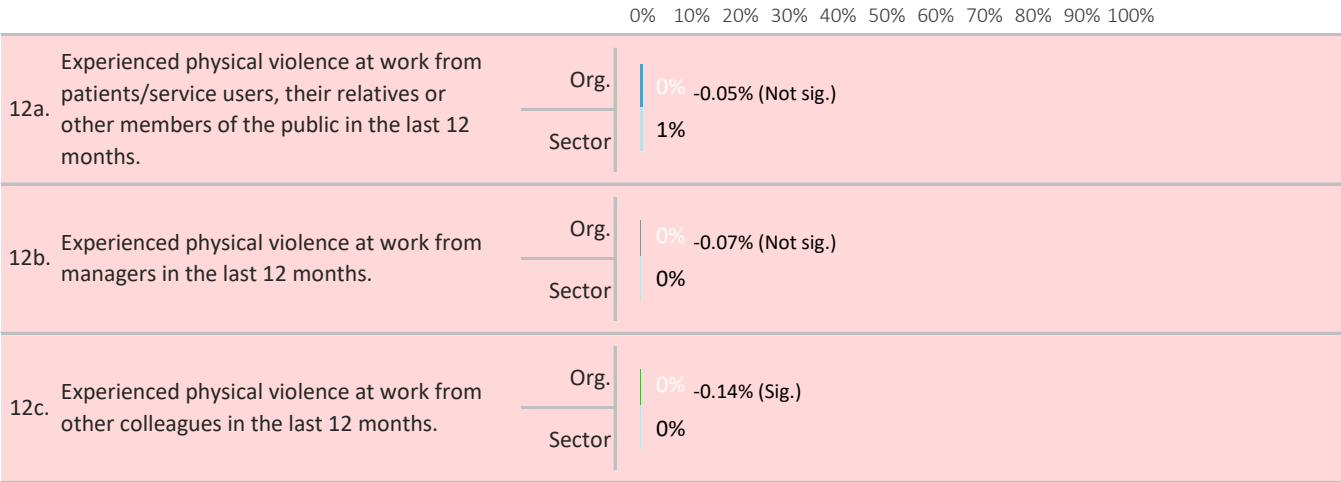 0% 10% 20% 30% 40% 50% 60% 70% 80% 90% 100%
12a.
Experienced physical violence at work from
patients/service users, their relatives or
other members of the public in the last 12
months.
Org.
0% -0.05% (Not sig.)
Sector
1%
12b.
Experienced physical violence at work from
managers in the last 12 months.
Org.
0% -0.07% (Not sig.)
Sector
0%
12c.
Experienced physical violence at work from
other colleagues in the last 12 months.
Org.
0% -0.14% (Sig.)
Sector
0%